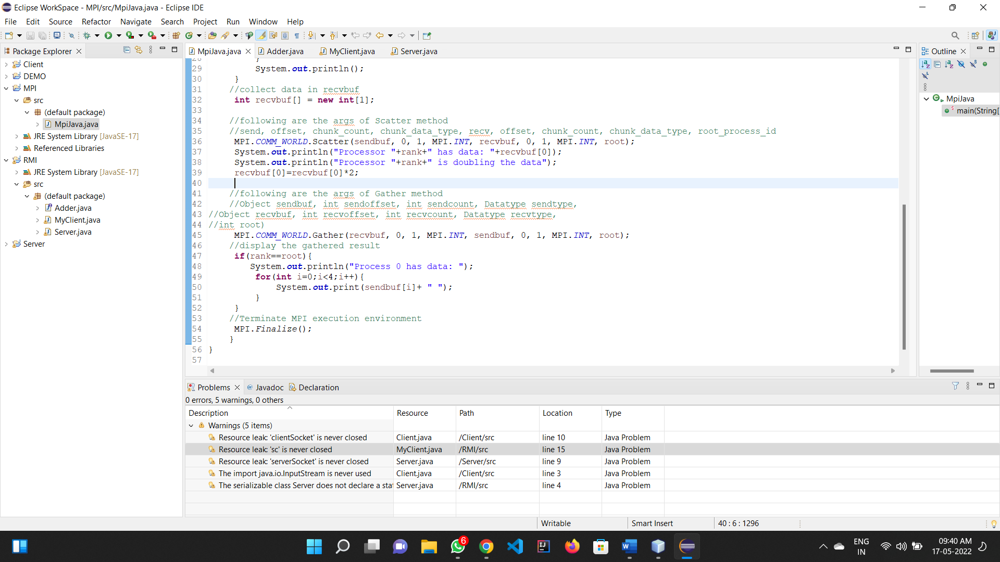 Eclipse WorkSpace - MPI/src/MpiJava.java - Eclipse IDE
File Edit Source Refactor Navigate Search Project Run Window Help
Package Explorer
Client
DEMO
MPI
src
(default package)
MpiJava.java
JRE System Library [JavaSE-17]
Referenced Libraries
RMI
JRE System Library [JavaSE-17]
src
(default package)
Adder.java
MyClient.java
Server.java
Server
MpiJava.java Adder.java MyClient.java Server.java
28 }
29 System.out.println();
30 }
31 //collect data in recvbuf
32 int recvbuf[] = new int[1];
33
34 //following are the args of Scatter method
35 //send, offset, chunk_count, chunk_data_type, recv, offset, chunk_count, chunk_data_type, root_process_id
36 MPI.COMM_WORLD.Scatter(sendbuf, 0, 1, MPI.INT, recvbuf, 0, 1, MPI.INT, root);
37 System.out.println("Processor "+rank+" has data: "+recvbuf[0]);
38 System.out.println("Processor "+rank+" is doubling the data");
39 recvbuf[0]=recvbuf[0]*2;
40
41 //following are the args of Gather method
42 //Object sendbuf, int sendoffset, int sendcount, Datatype sendtype,
43 //Object recvbuf, int recvoffset, int recvcount, Datatype recvtype,
44 //int root)
45 MPI.COMM_WORLD.Gather(recvbuf, 0, 1, MPI.INT, sendbuf, 0, 1, MPI.INT, root);
46 //display the gathered result
47 if(rank==root){
48 System.out.println("Process 0 has data: ");
49 for(int i=0;i<4;i++){
50 System.out.print(sendbuf[i]+ " ");
51 }
52 }
53 //Terminate MPI execution environment
54 MPI.Finalize();
55 }
56 }
57
Outline
MpiJava
main(String[
Problems Javadoc Declaration
0 errors, 5 warnings, 0 others
Description Resource Path Location Type
Warnings (5 items)
Resource leak: 'clientSocket' is never closed Client.java /Client/src line 10 Java Problem
Resource leak: 'sc' is never closed MyClient.java /RMI/src line 15 Java Problem
Resource leak: 'serverSocket' is never closed Server.java /Server/src line 9 Java Problem
The import java.io.InputStream is never used Client.java /Client/src line 3 Java Problem
The serializable class Server does not declare a stat Server.java /RMI/src line 4 Java Problem
Writable Smart Insert 40 : 6 : 1296
6
ENG
IN
09:40 AM
17-05-2022